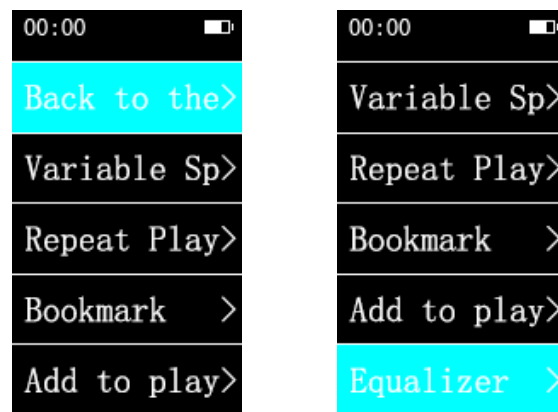 00:00
Back to the>
Variable Sp>
Repeat Play>
Bookmark >
Add to play>
00:00
Variable Sp>
Repeat Play>
Bookmark >
Add to play>
Equalizer >